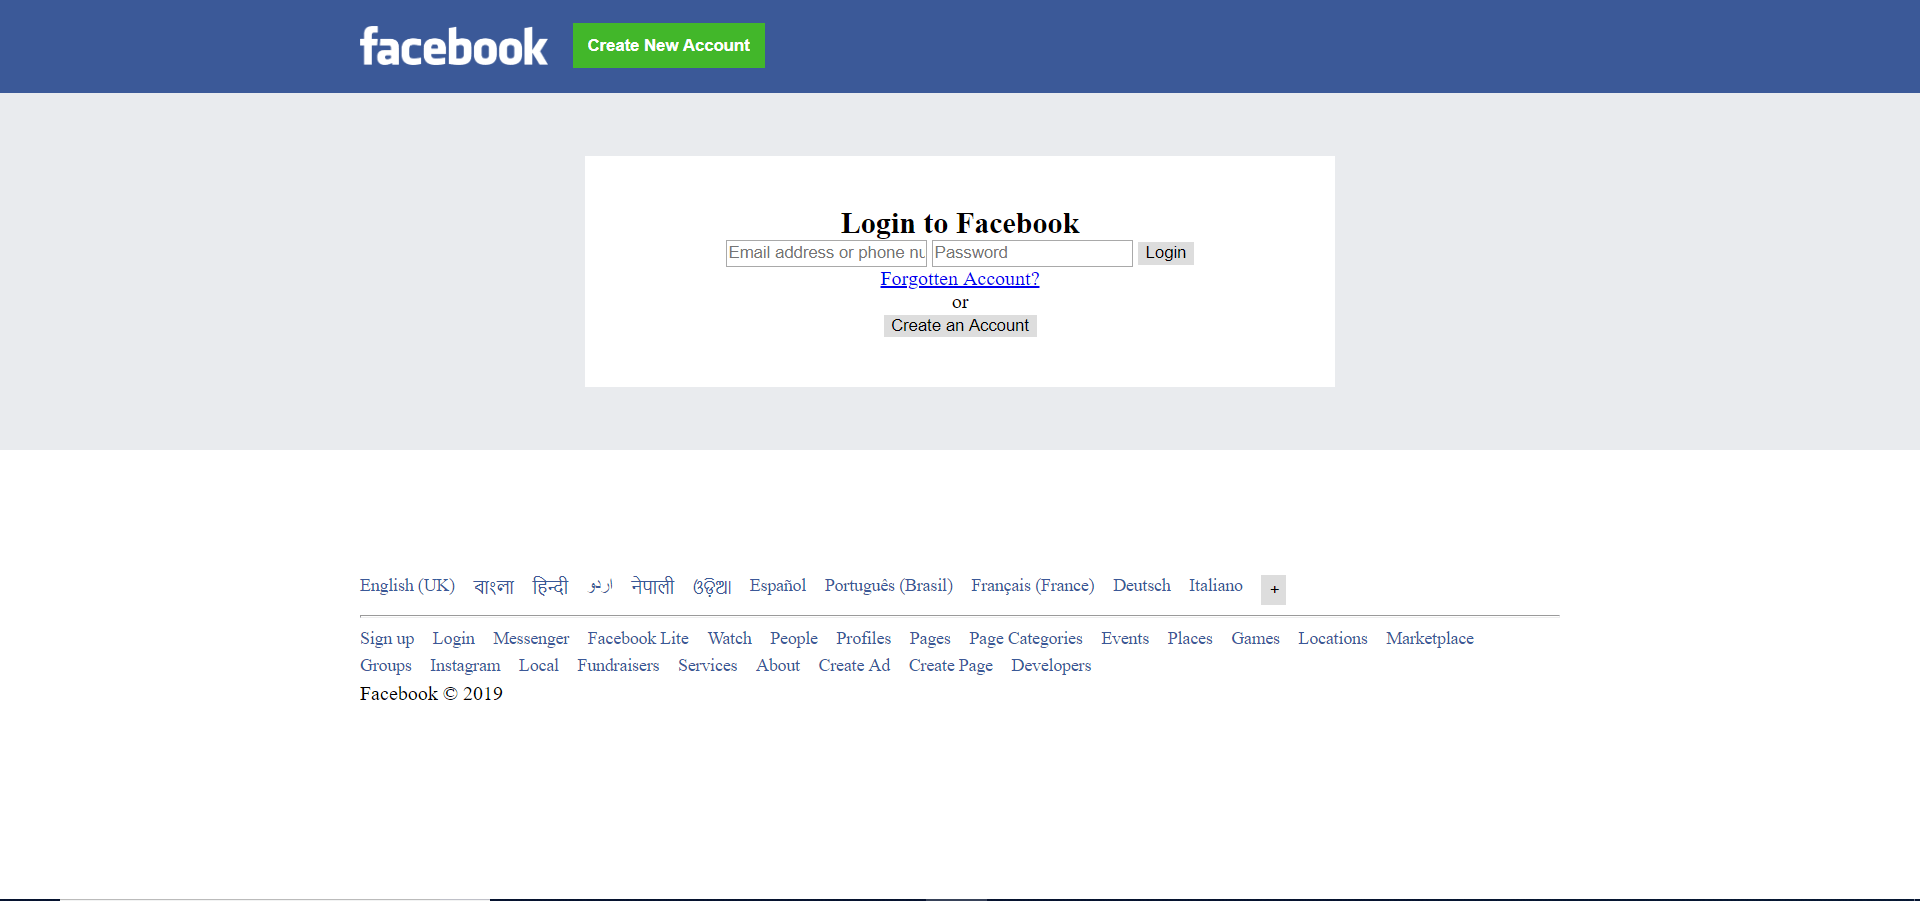 facebook Create New Account
Login to Facebook
Email address or phone nu Password Login
Forgotten Account?
or
Create an Account
English (UK) বাংলা हिन्दी اردو नेपाली ଓଡ଼ିଆ Español Português (Brasil) Français (France) Deutsch Italiano +
Sign up Login Messenger Facebook Lite Watch People Profiles Pages Page Categories Events Places Games Locations Marketplace
Groups Instagram Local Fundraisers Services About Create Ad Create Page Developers
Facebook © 2019